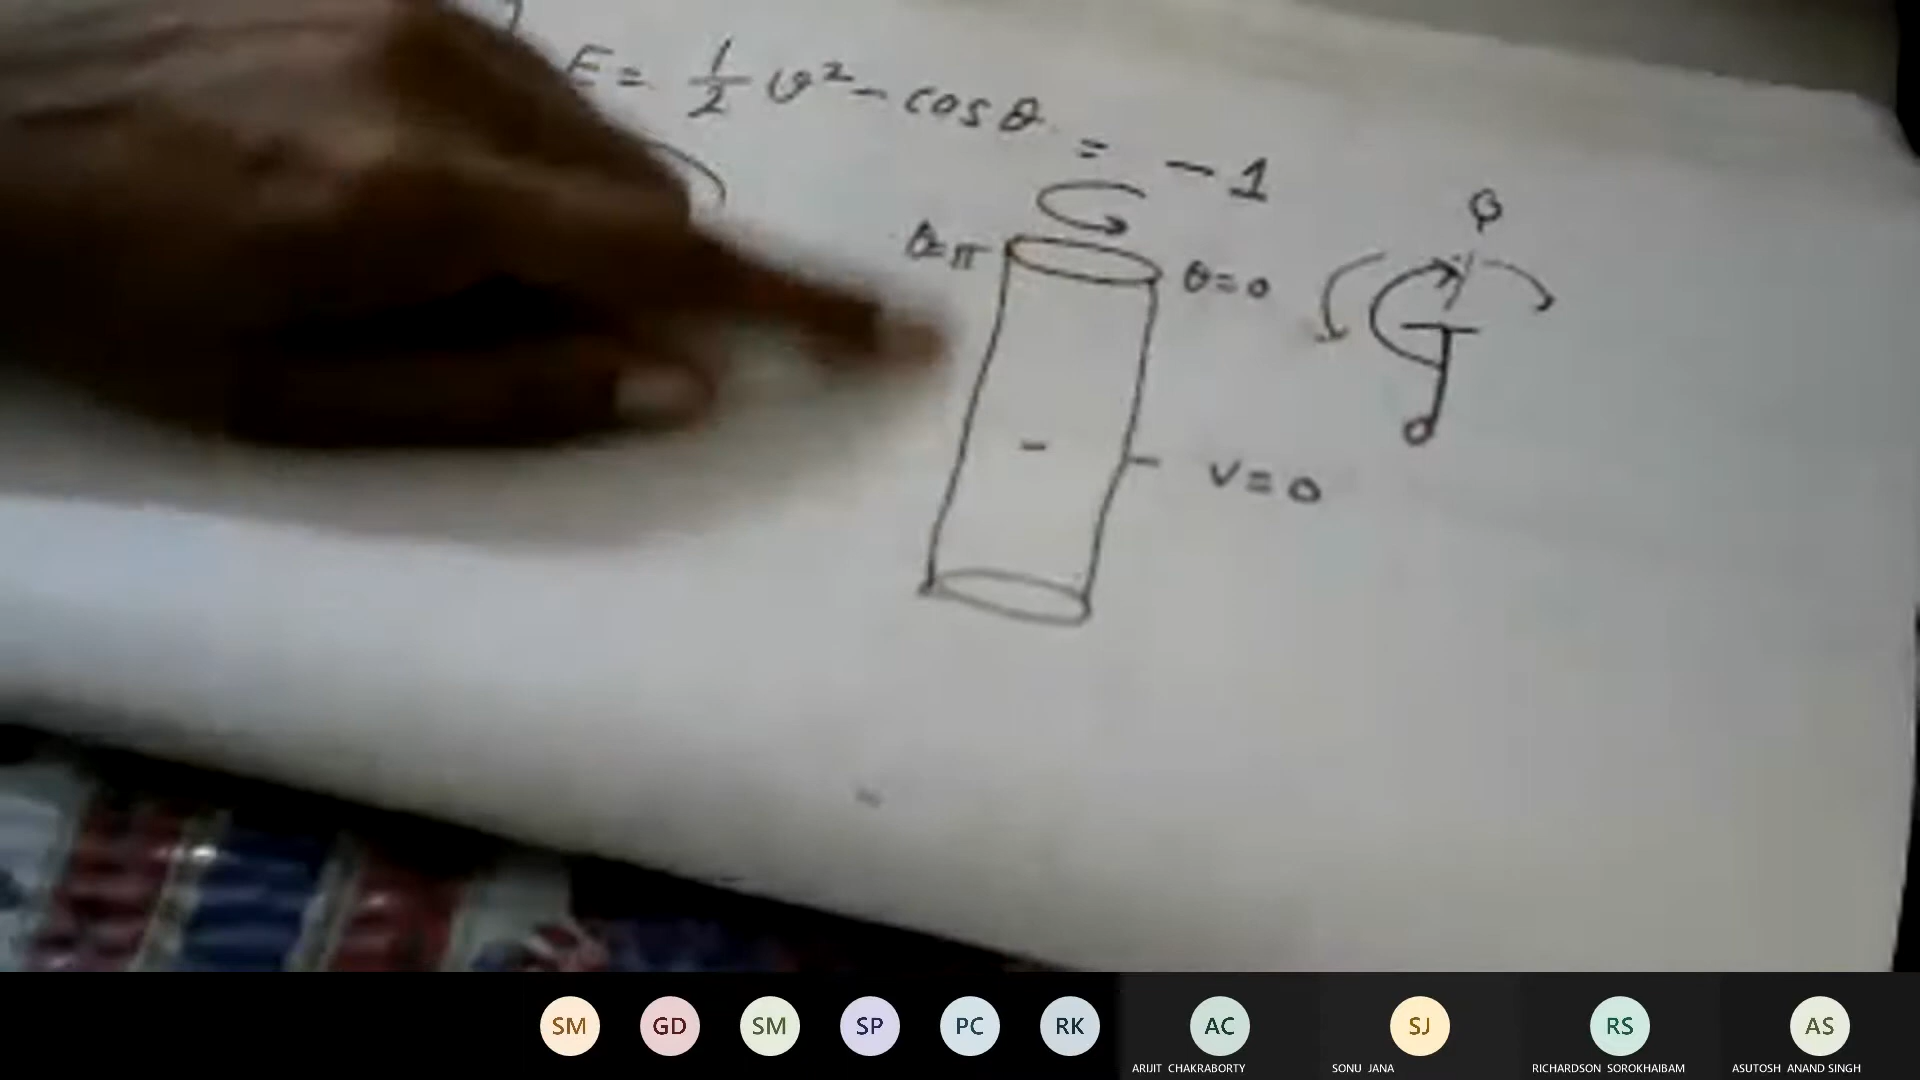 E = 1/2 v² - cosθ = -1
θ=π
θ=0
V=0
SM GD SM SP PC RK AC SJ RS AS
ARIJIT CHAKRABORTY SONU JANA RICHARDSON SOROKHAIBAM ASUTOSH ANAND SINGH